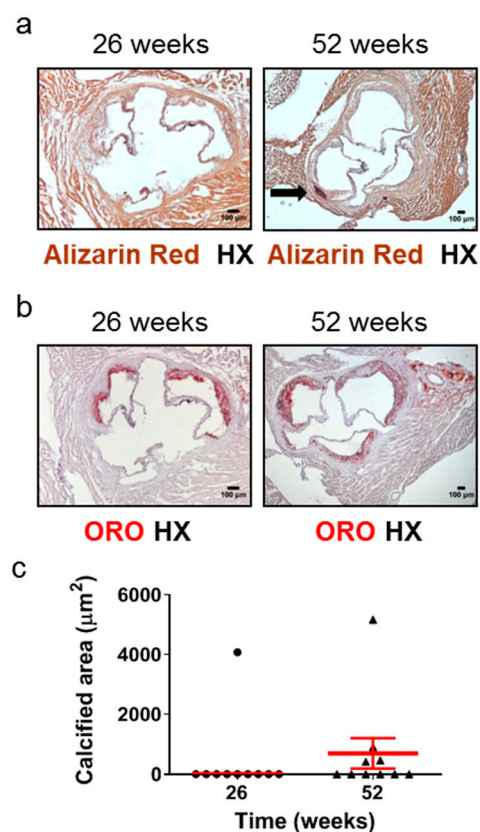 a
26 weeks 52 weeks
100 µm 100 µm
Alizarin Red HX Alizarin Red HX
b
26 weeks 52 weeks
100 µm 100 µm
ORO HX ORO HX
c
Calcified area (µm²)
6000
4000
2000
0
26 52
Time (weeks)